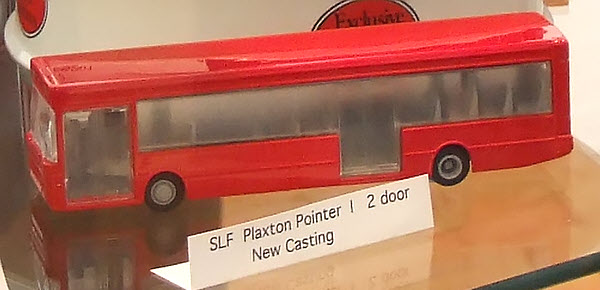 Exclusive
SLF Plaxton Pointer 1 2 door
New Casting